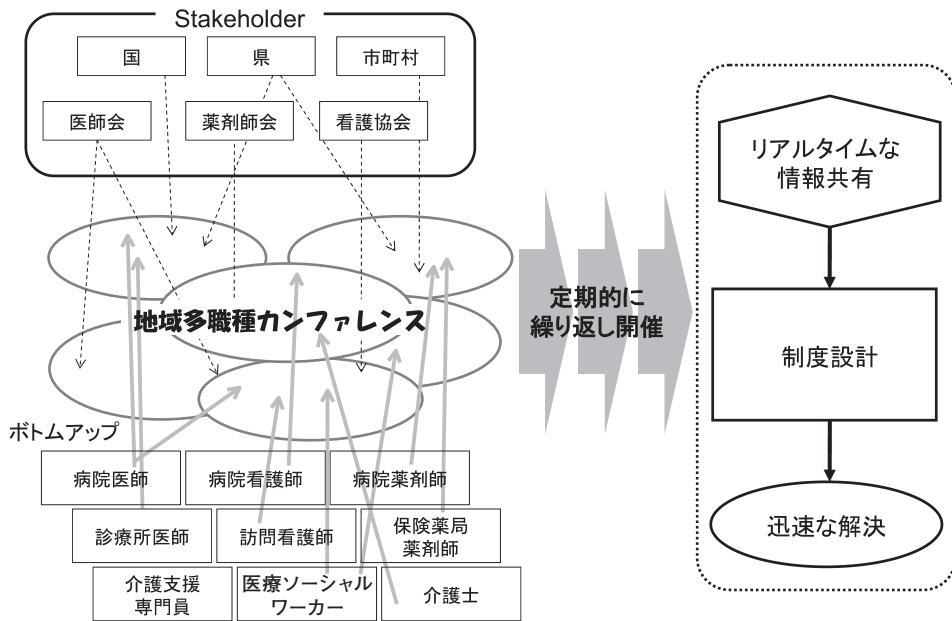 Stakeholder
国
県
市町村
医師会
薬剤師会
看護協会
地域多職種カンファレンス
ボトムアップ
病院医師
病院看護師
病院薬剤師
診療所医師
訪問看護師
保険薬局
薬剤師
介護支援
専門員
医療ソーシャル
ワーカー
介護士
定期的に
繰り返し開催
リアルタイムな
情報共有
制度設計
迅速な解決